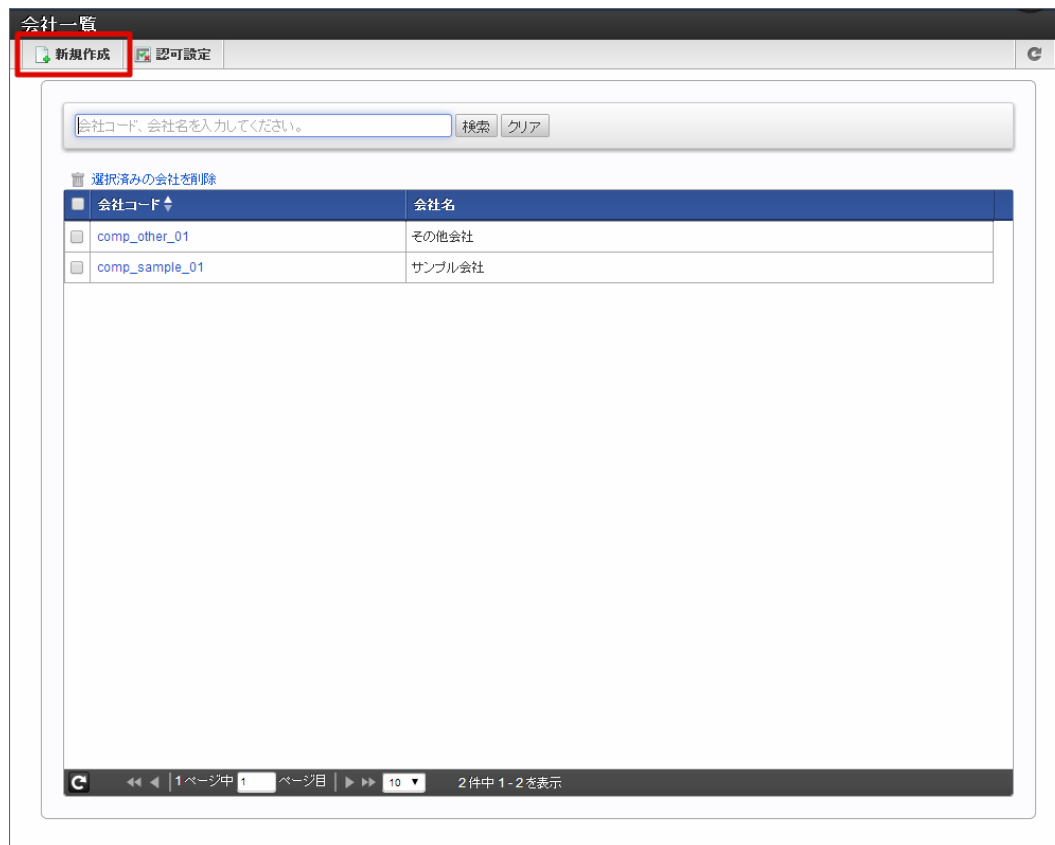 会社一覧
新規作成 認可設定
会社コード、会社名を入力してください。 検索 クリア
選択済みの会社を削除
会社コード 会社名
comp_other_01 その他会社
comp_sample_01 サンプル会社
1ページ中 1 ページ目 10 2件中 1 - 2 を表示